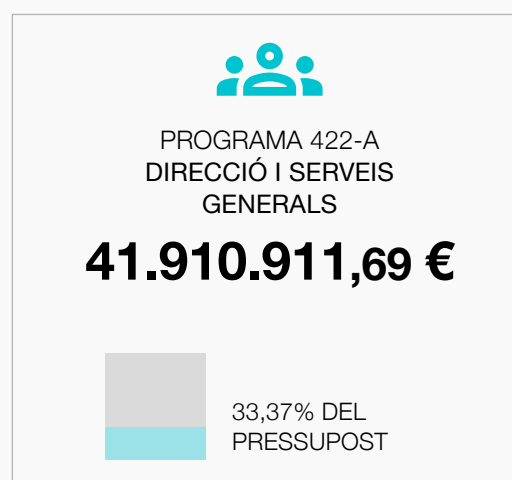 PROGRAMA 422-A
DIRECCIÓ I SERVEIS
GENERALS
41.910.911,69 €
33,37% DEL
PRESSUPOST